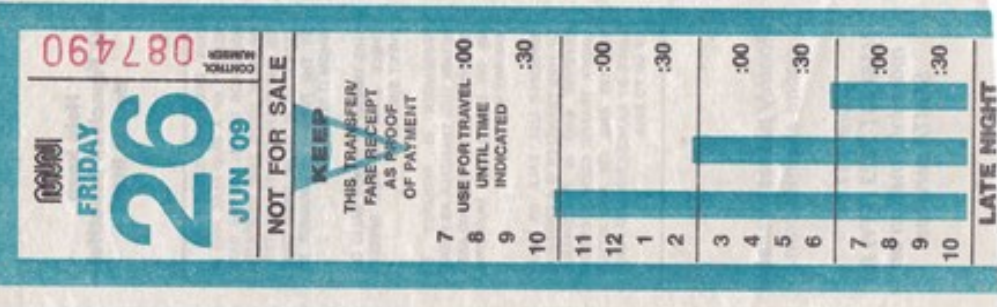 MUNI
FRIDAY
26
JUN 09
CONTROL
NUMBER
087490
NOT FOR SALE
KEEP
THIS TRANSFER/
FARE RECEIPT
AS PROOF
OF PAYMENT
USE FOR TRAVEL
UNTIL TIME
INDICATED
7
8
9
10
:00
:30
11
12
1
2
:00
:30
3
4
5
6
:00
:30
7
8
9
10
:00
:30
LATE NIGHT